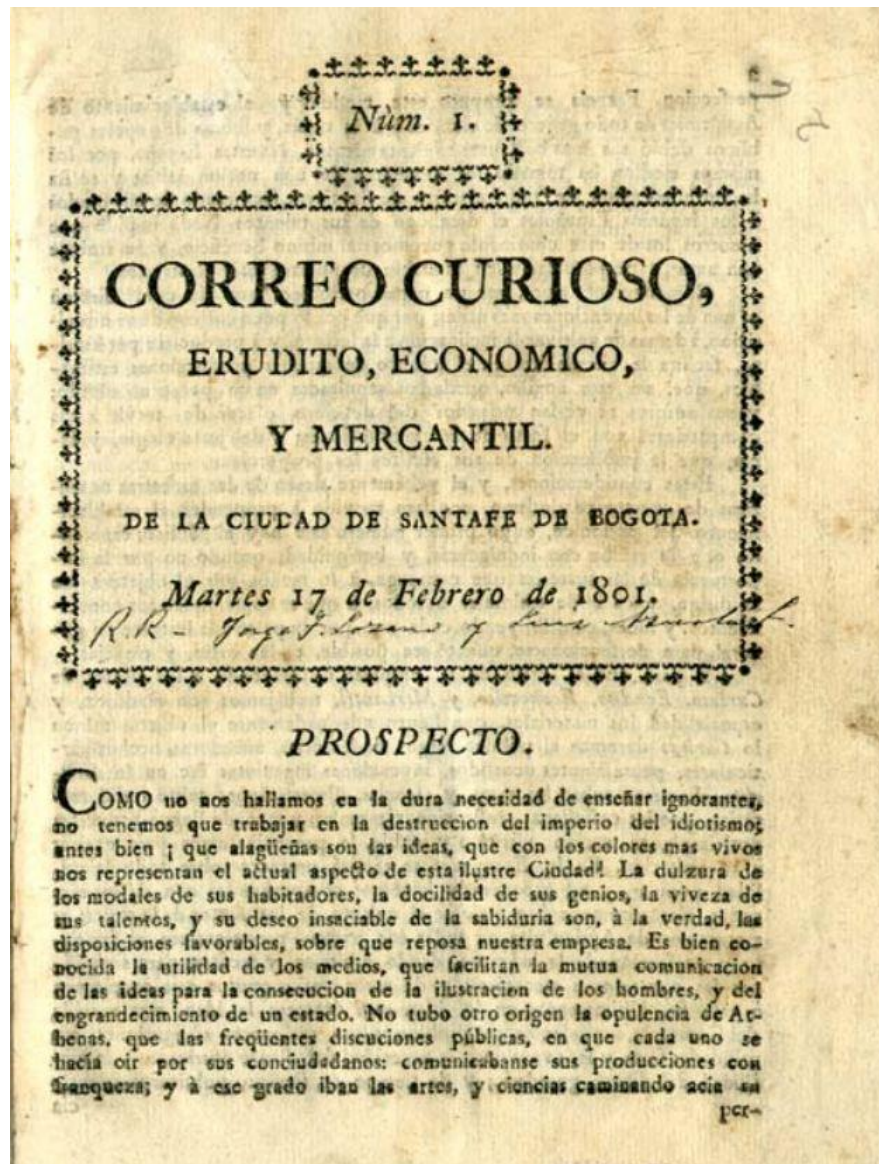 Nùm. 1.
CORREO CURIOSO,
ERUDITO, ECONOMICO,
Y MERCANTIL.
DE LA CIUDAD DE SANTAFE DE BOGOTA.
Martes 17 de Febrero de 1801.
R.R - Jorge T. Lozano y Luis
PROSPECTO.
COMO no nos hallamos en la dura necesidad de enseñar ignorantes,
no tenemos que trabajar en la destruccion del imperio del idiotismo;
antes bien ¡ que alagüeñas son las ideas, que con los colores mas vivos
nos representan el actual aspecto de esta ilustre Ciudad! La dulzura de
los modales de sus habitadores, la docilidad de sus genios, la viveza de
sus talentos, y su deseo insaciable de la sabiduria son, à la verdad, las
disposiciones favorables, sobre que reposa nuestra empresa. Es bien co-
nocida la utilidad de los medios, que facilitan la mutua comunicacion
de las ideas para la consecucion de la ilustracion de los hombres, y del
engrandecimiento de un estado. No tubo otro origen la opulencia de At-
henas, que las freqüentes discuciones públicas, en que cada uno se
hacía oir por sus conciudadanos: comunicabanse sus producciones con
franqueza; y à ese grado iban las artes, y ciencias caminando acia su
per-